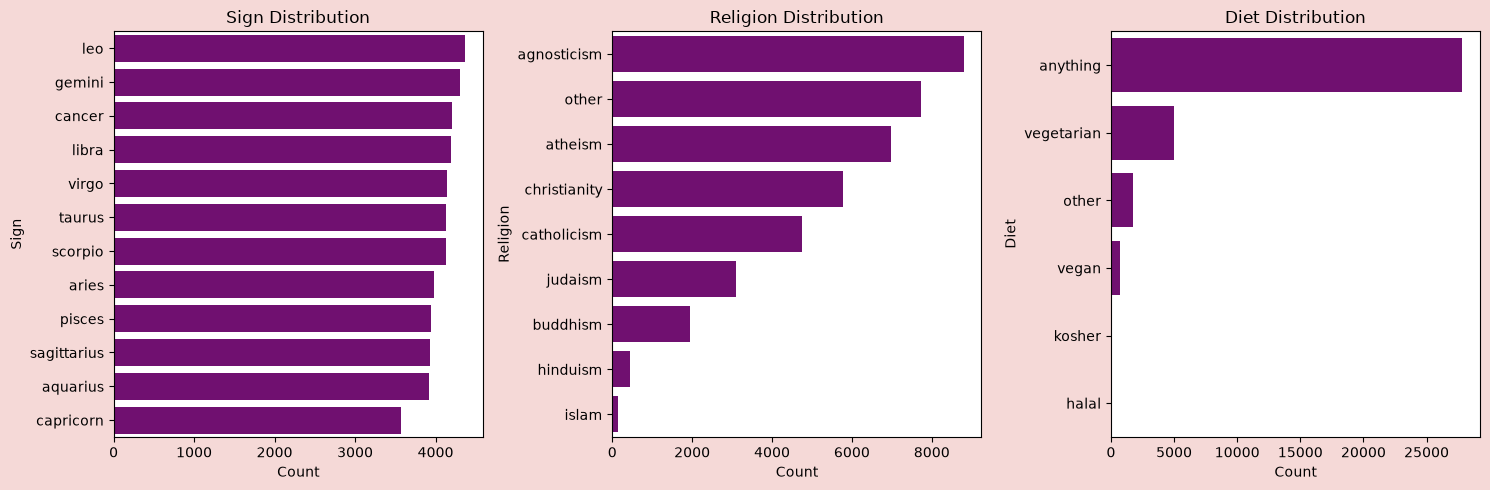 Sign Distribution
Sign
leo
gemini
cancer
libra
virgo
taurus
scorpio
aries
pisces
sagittarius
aquarius
capricorn
0 1000 2000 3000 4000
Count
Religion Distribution
Religion
agnosticism
other
atheism
christianity
catholicism
judaism
buddhism
hinduism
islam
0 2000 4000 6000 8000
Count
Diet Distribution
Diet
anything
vegetarian
other
vegan
kosher
halal
0 5000 10000 15000 20000 25000
Count